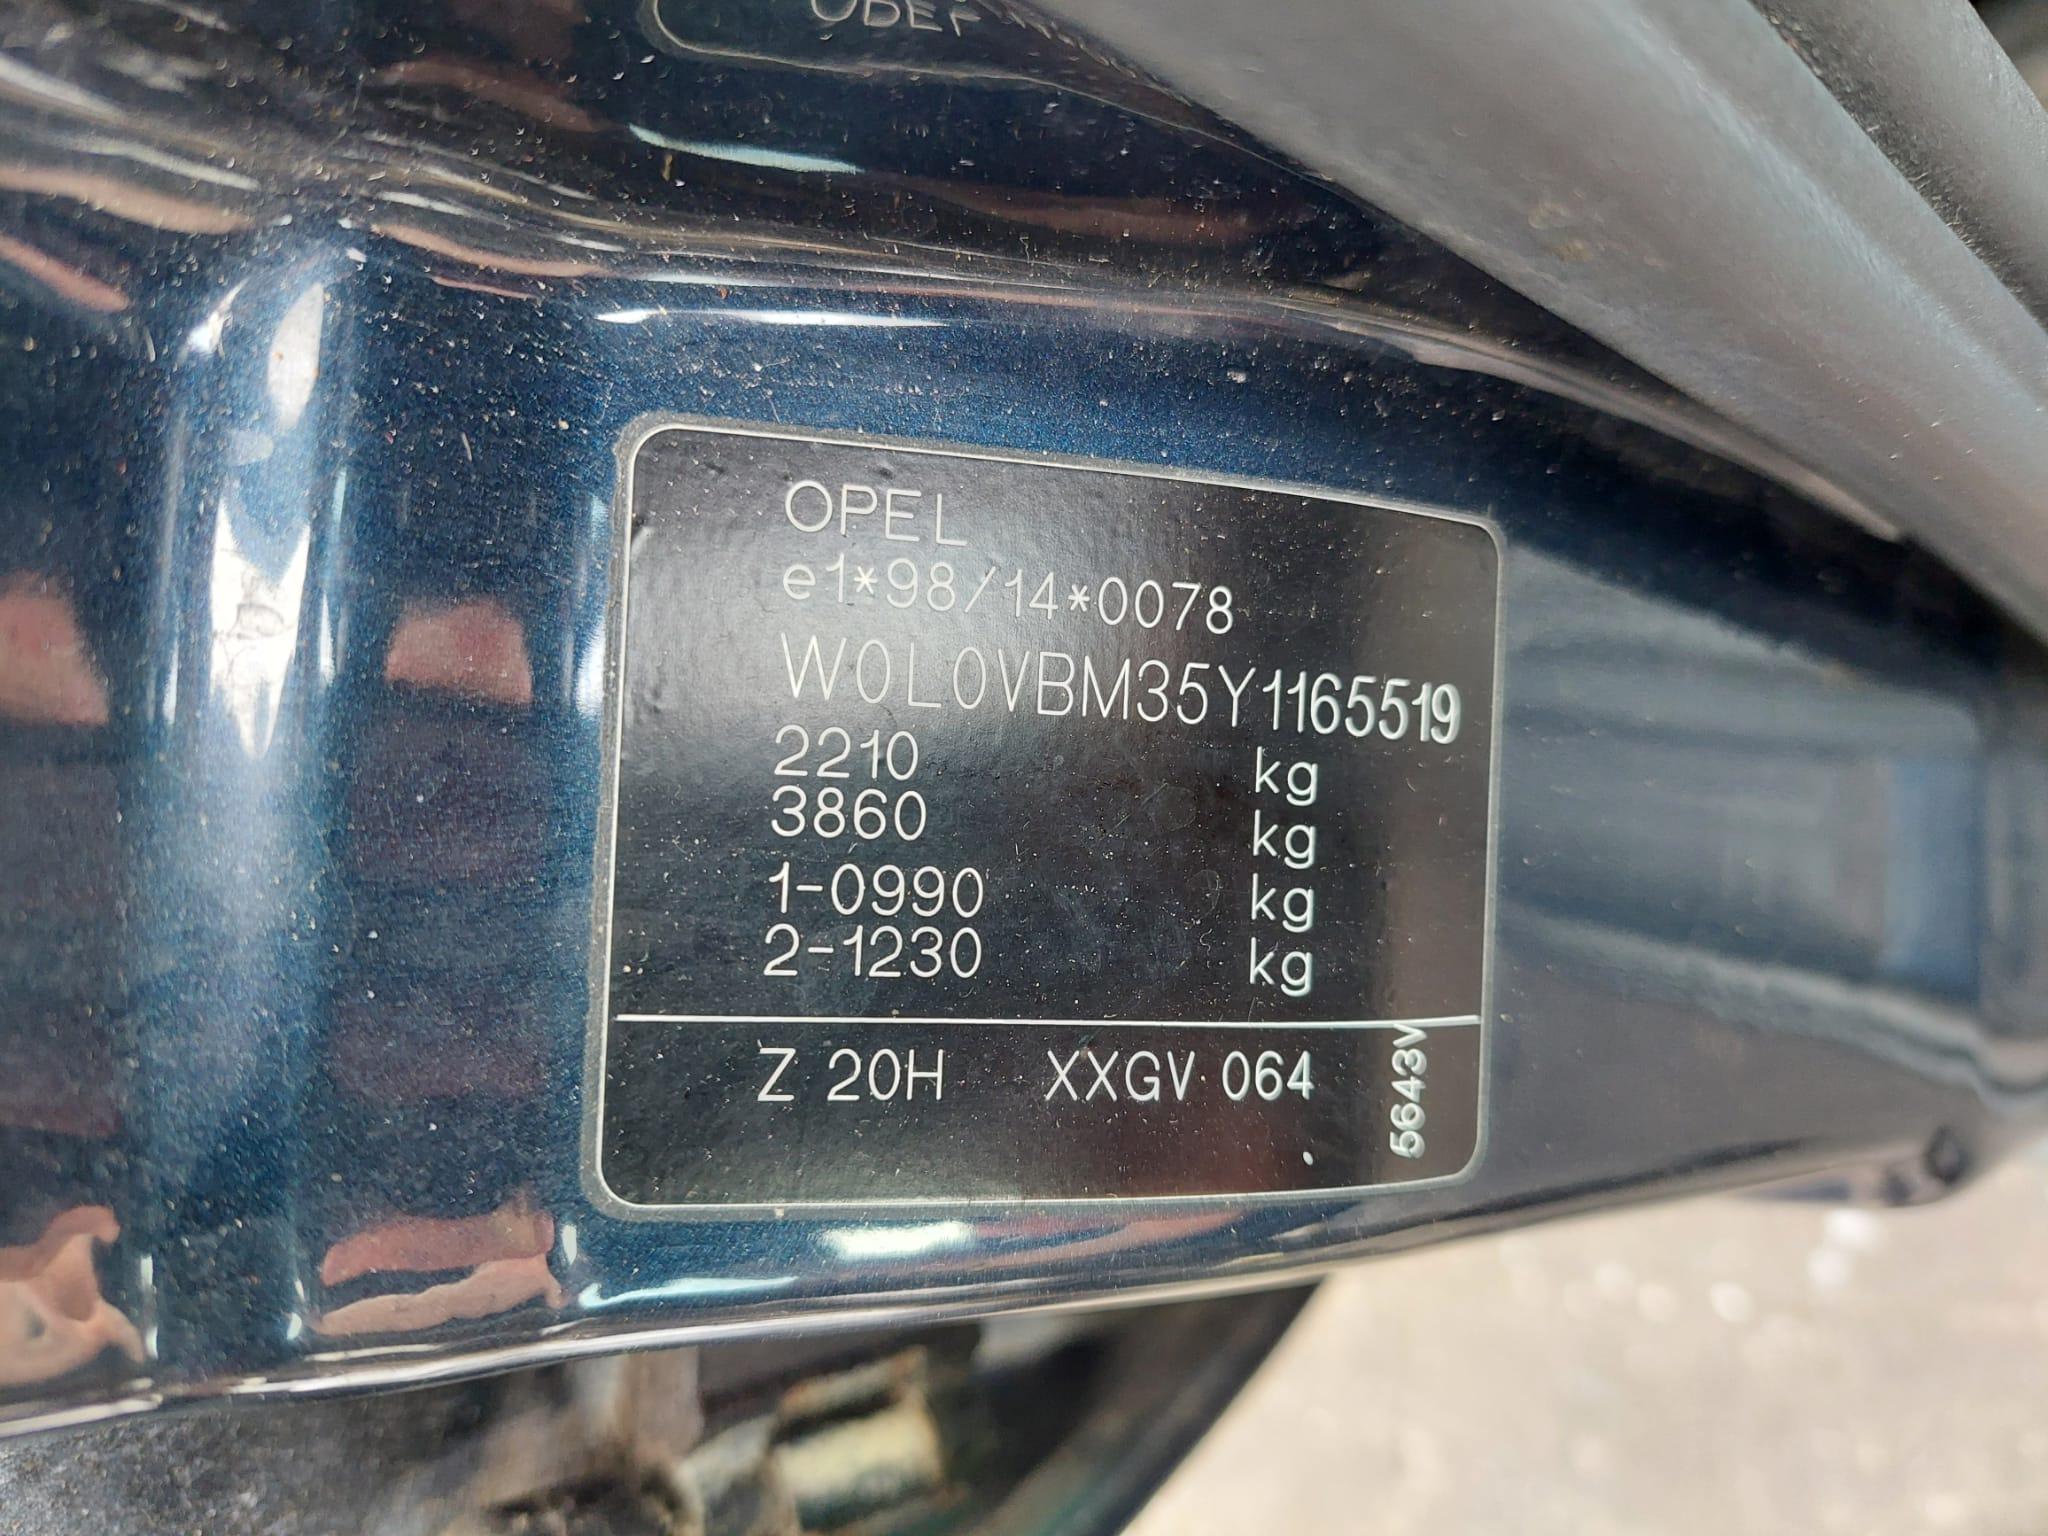 OPEL
e1*98/14*0078
W0L0VBM35Y1165519
2210 kg
3860 kg
1-0990 kg
2-1230 kg
Z 20H XXGV 064
5643V